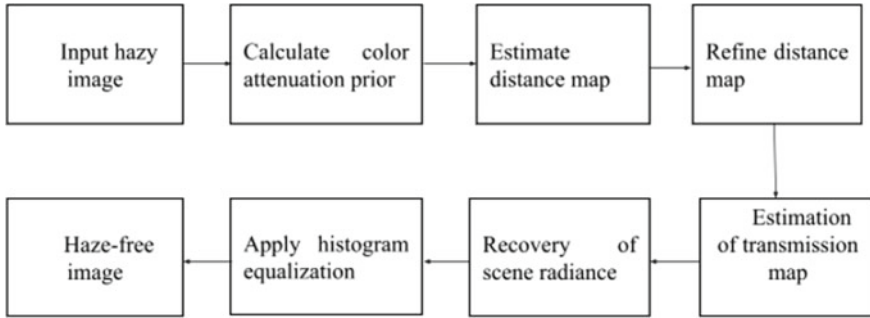 Input hazy
image
Calculate color
attenuation prior
Estimate
distance map
Refine distance
map
Estimation
of transmission
map
Recovery of
scene radiance
Apply histogram
equalization
Haze-free
image